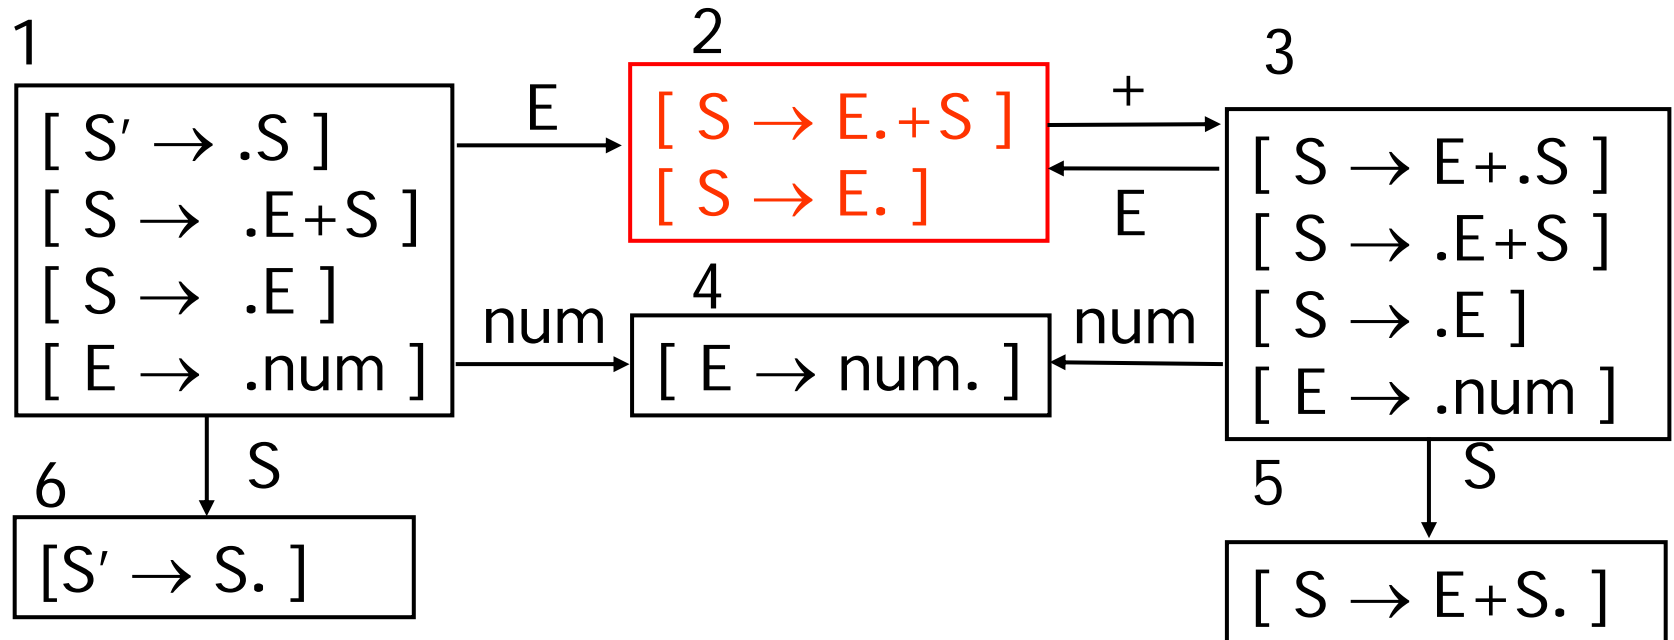 1
[ S' → .S ]
[ S → .E+S ]
[ S → .E ]
[ E → .num ]
E
num
S
2
[ S → E.+S ]
[ S → E. ]
+
E
4
[ E → num. ]
num
3
[ S → E+.S ]
[ S → .E+S ]
[ S → .E ]
[ E → .num ]
S
6
[S' → S. ]
5
[ S → E+S. ]